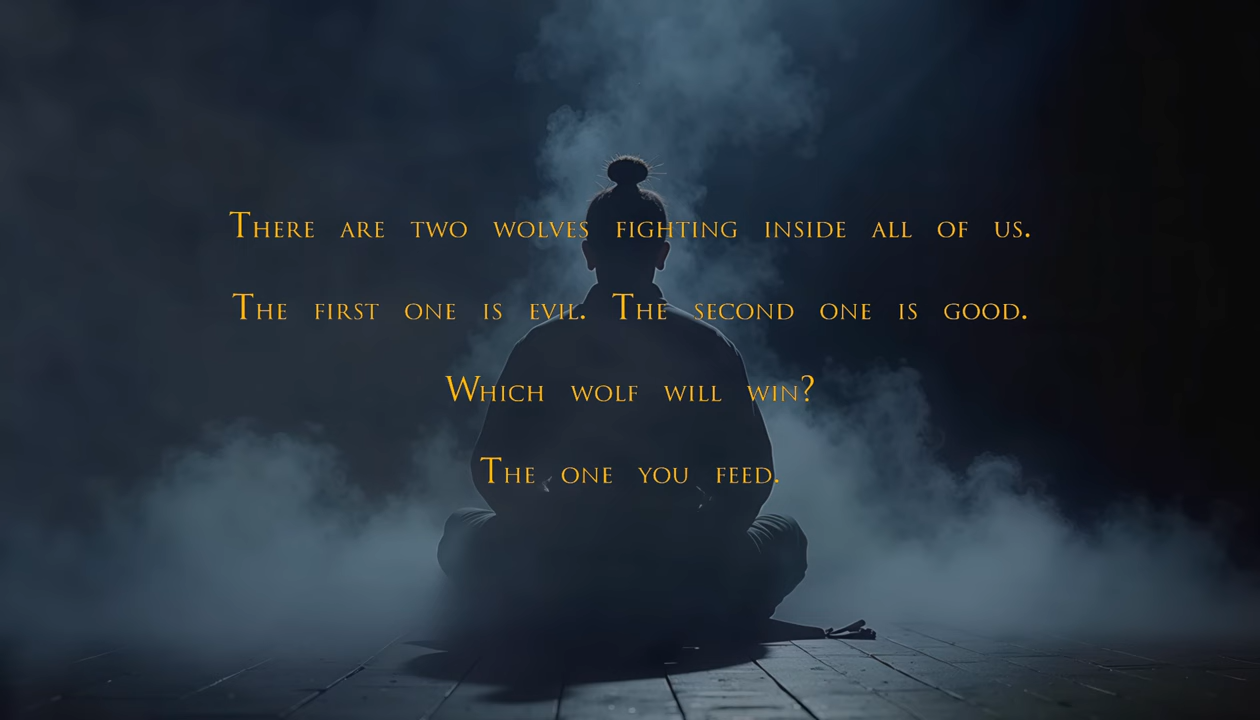 There are two wolves fighting inside all of us.
The first one is evil. The second one is good.
Which wolf will win?
The one you feed.